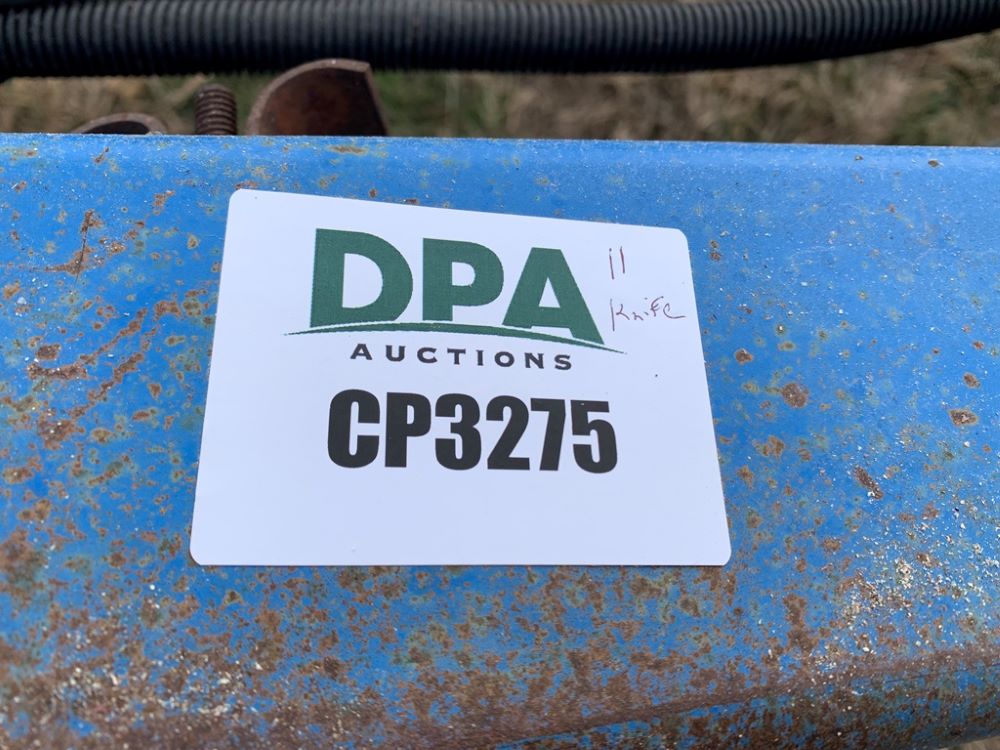 DPA
AUCTIONS
11
KniFe
CP3275